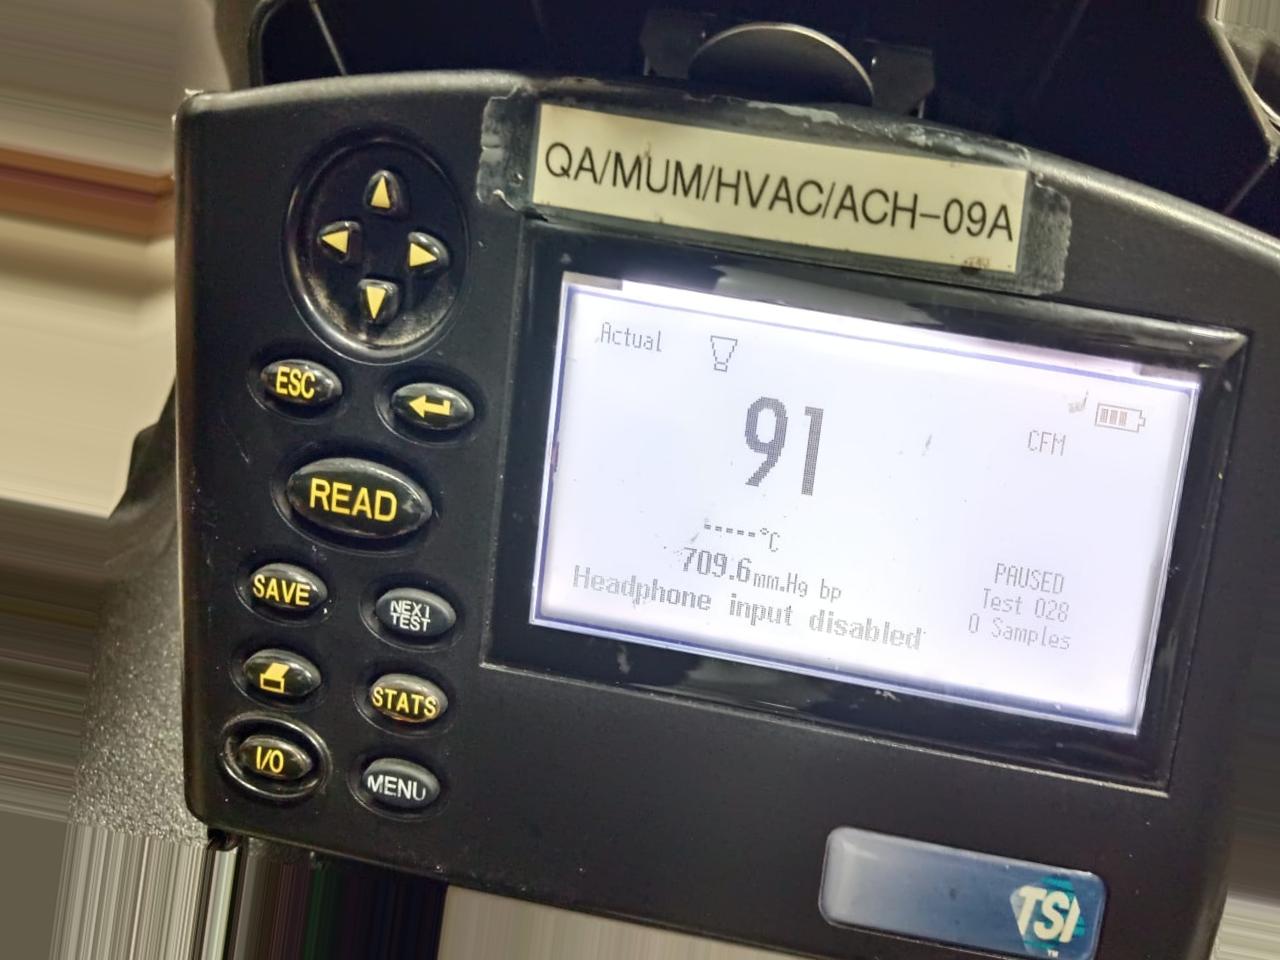 QA/MUM/HVAC/ACH-09A
Actual
91
CFM
-----°C
709.6mm.Hg bp
Headphone input disabled
PAUSED
Test 028
0 Samples
ESC
READ
SAVE
NEXT
TEST
STATS
I/O
MENU
TSI